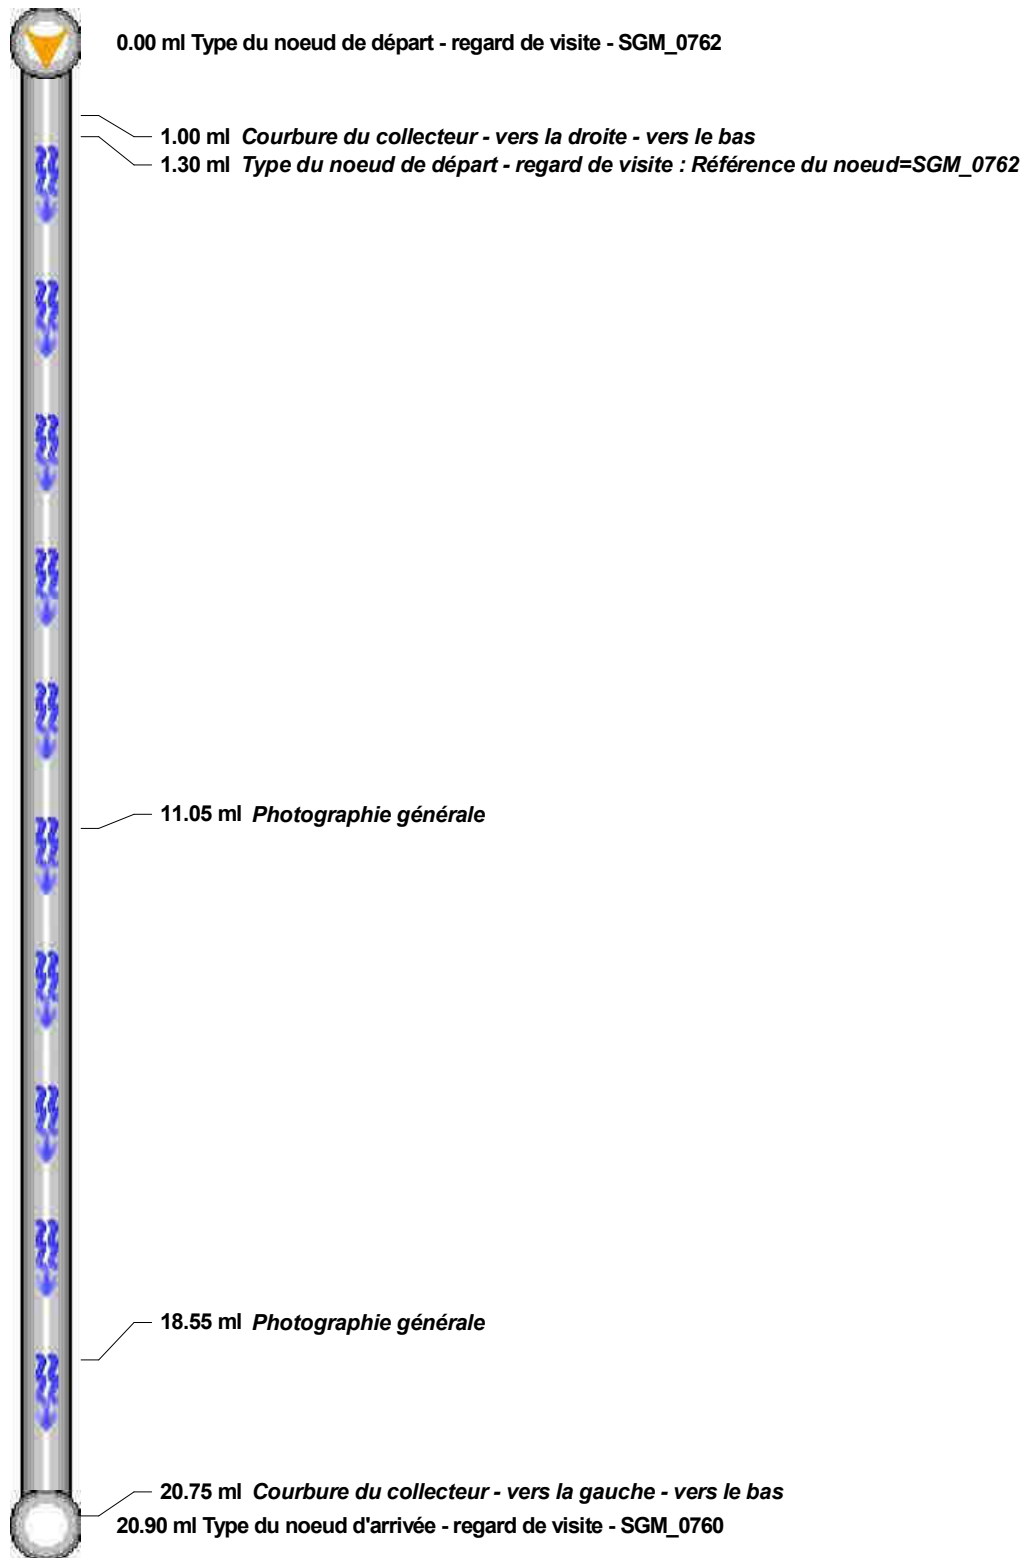 0.00 ml Type du noeud de départ - regard de visite - SGM_0762
1.00 ml Courbure du collecteur - vers la droite - vers le bas
1.30 ml Type du noeud de départ - regard de visite : Référence du noeud=SGM_0762
11.05 ml Photographie générale
18.55 ml Photographie générale
20.75 ml Courbure du collecteur - vers la gauche - vers le bas
20.90 ml Type du noeud d'arrivée - regard de visite - SGM_0760